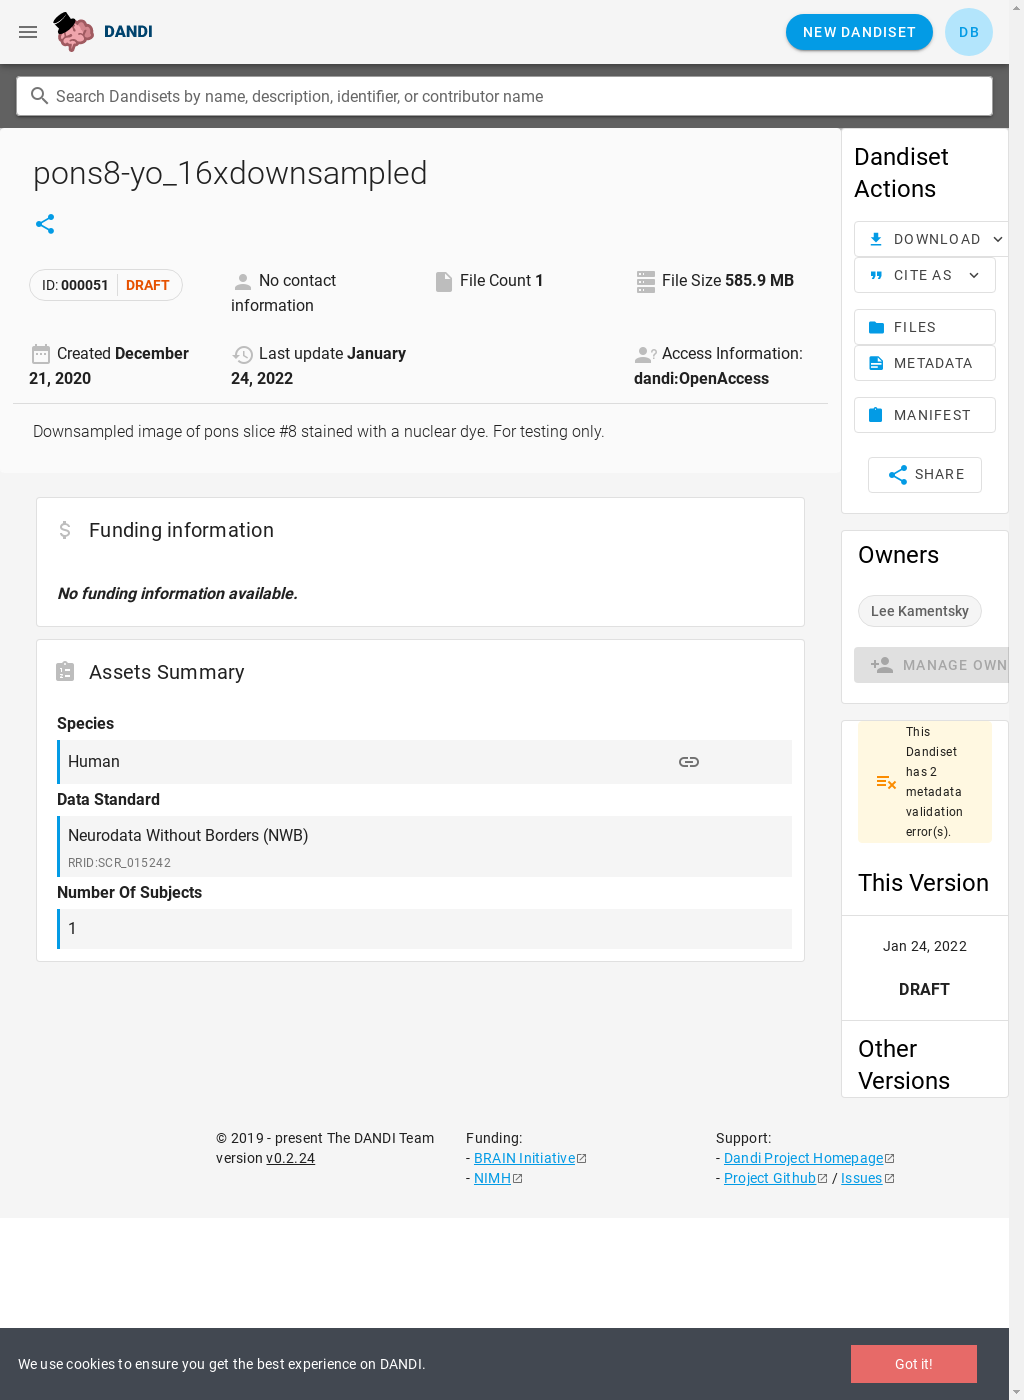 DANDI
NEW DANDISET
DB
Search Dandisets by name, description, identifier, or contributor name
pons8-yo_16xdownsampled
ID: 000051 DRAFT
No contact
information
File Count 1
File Size 585.9 MB
Created December
21, 2020
Last update January
24, 2022
Access Information:
dandi:OpenAccess
Downsampled image of pons slice #8 stained with a nuclear dye. For testing only.
Funding information
No funding information available.
Assets Summary
Species
Human
Data Standard
Neurodata Without Borders (NWB)
RRID:SCR_015242
Number Of Subjects
1
Dandiset
Actions
DOWNLOAD
CITE AS
FILES
METADATA
MANIFEST
SHARE
Owners
Lee Kamentsky
MANAGE OWN
This
Dandiset
has 2
metadata
validation
error(s).
This Version
Jan 24, 2022
DRAFT
Other
Versions
© 2019 - present The DANDI Team
version v0.2.24
Funding:
- BRAIN Initiative
- NIMH
Support:
- Dandi Project Homepage
- Project Github / Issues
We use cookies to ensure you get the best experience on DANDI.
Got it!